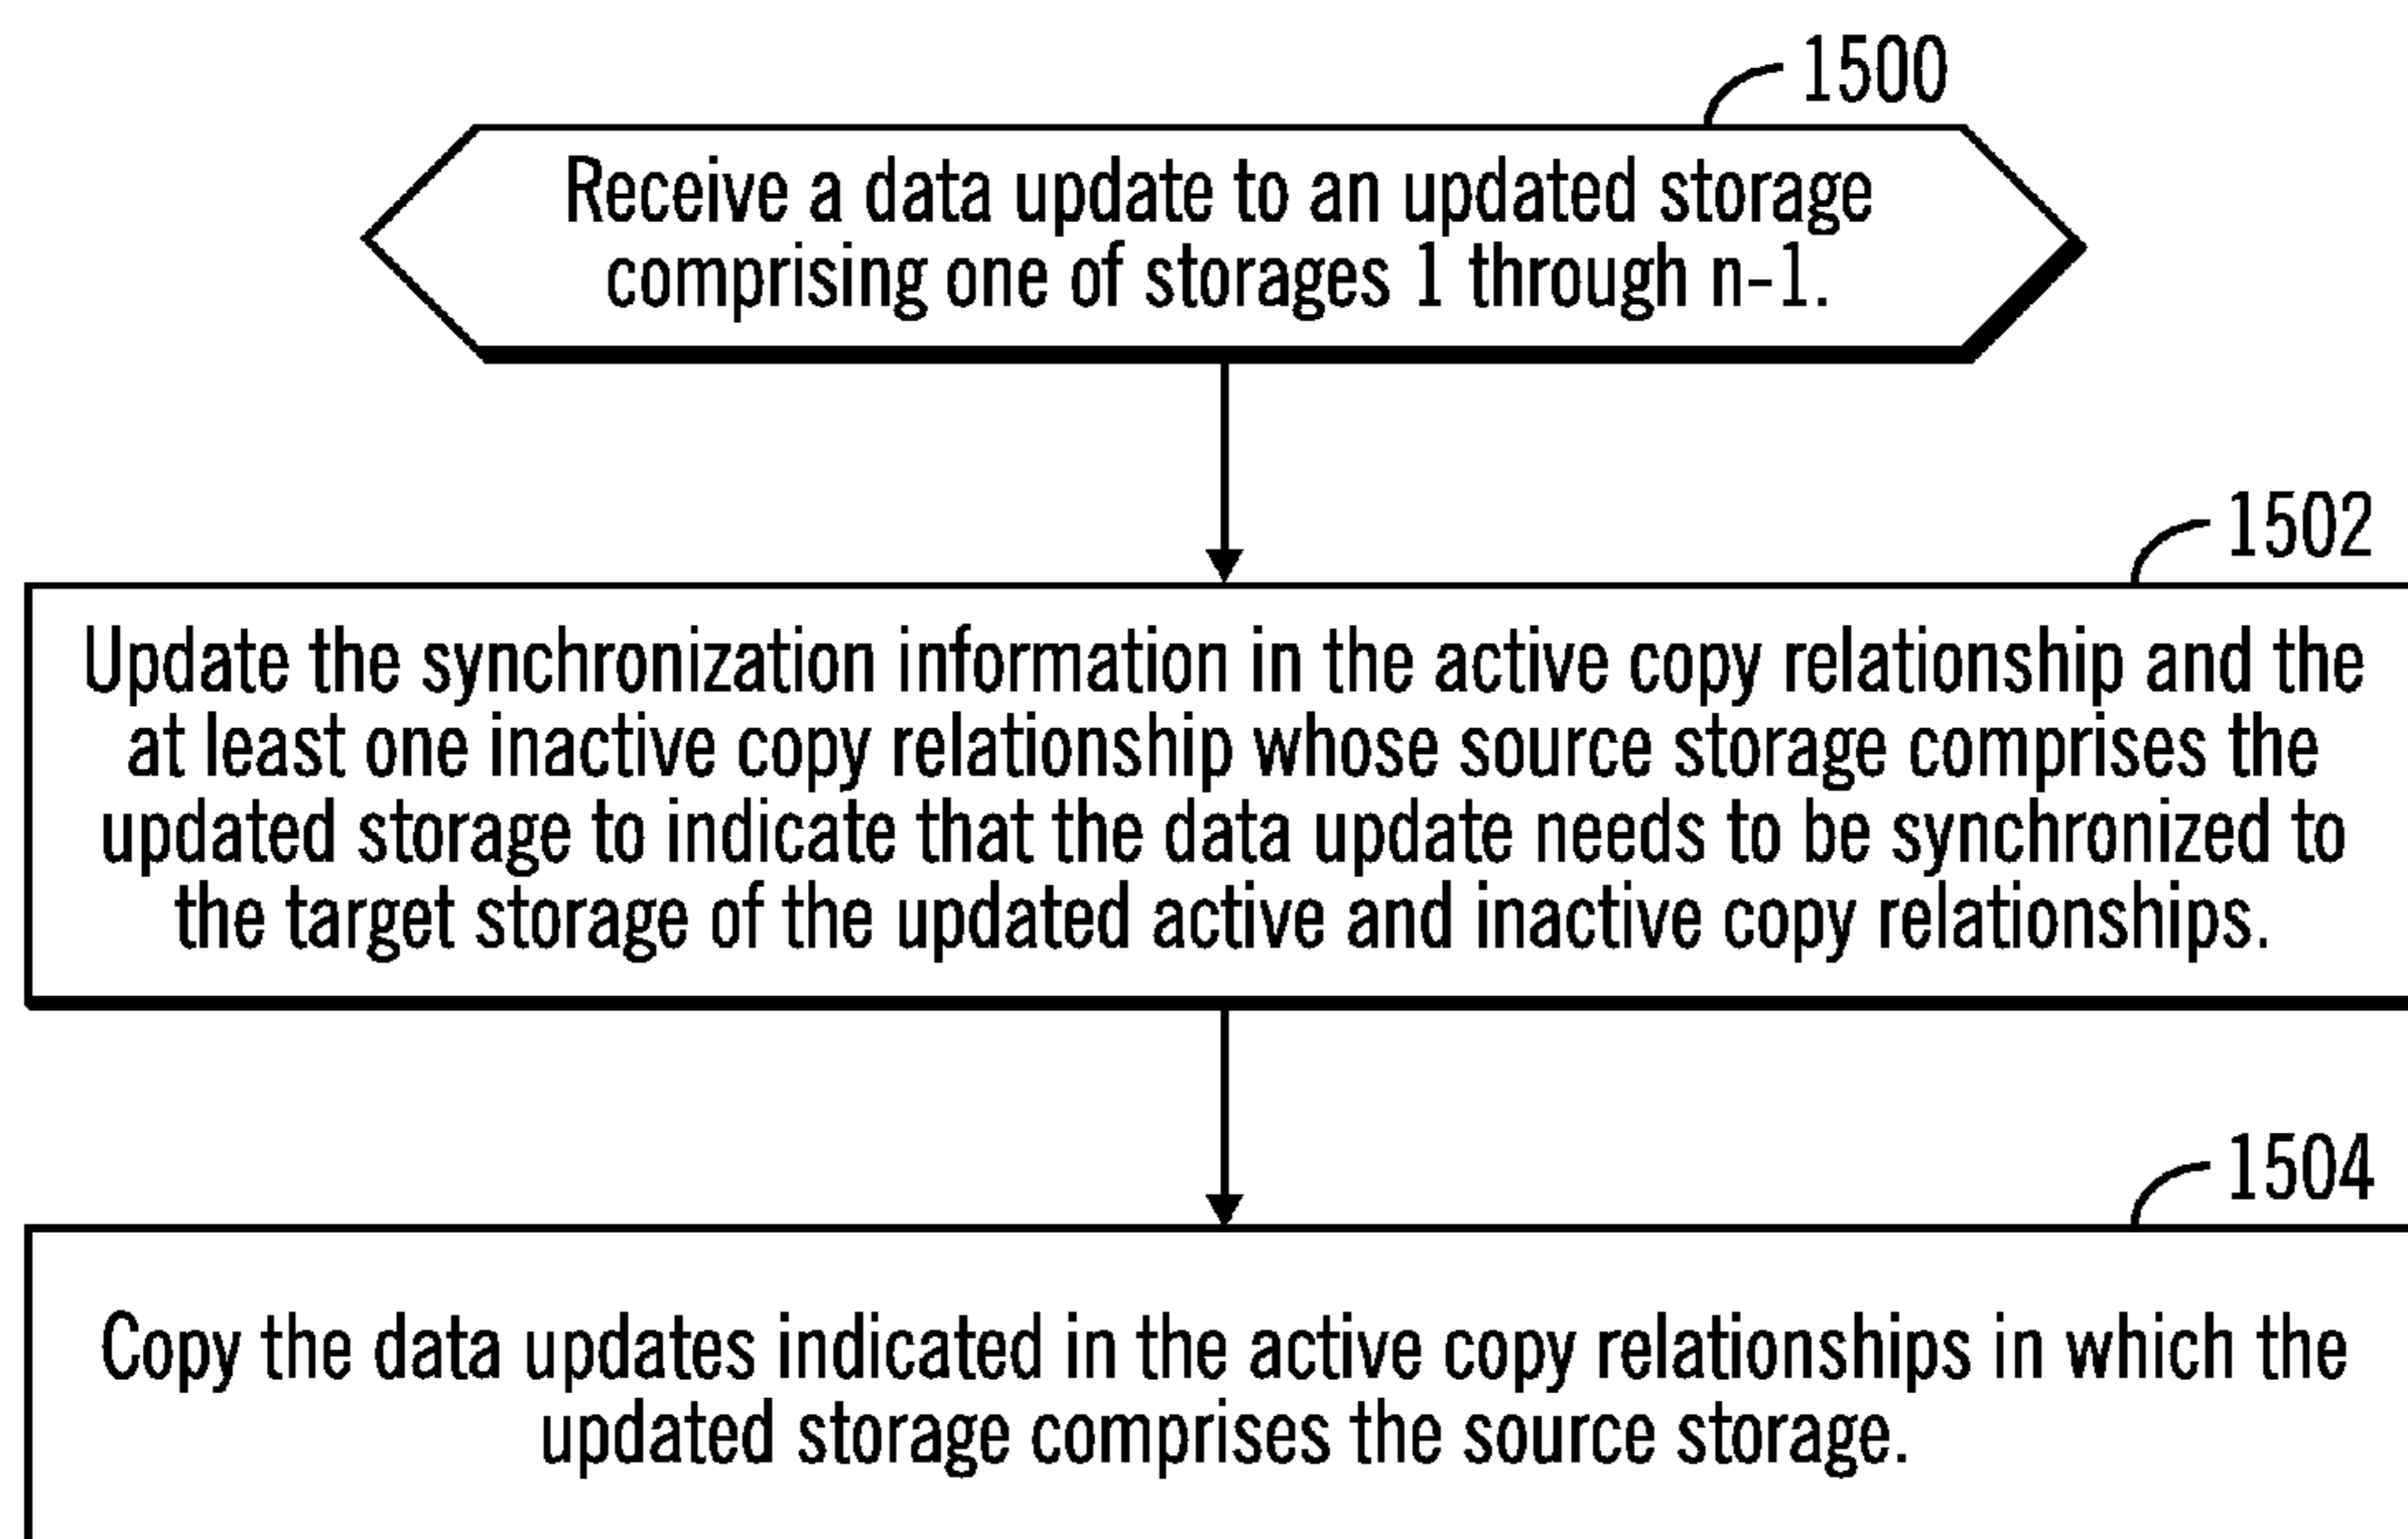 1500
Receive a data update to an updated storage
comprising one of storages 1 through n-1.
1502
Update the synchronization information in the active copy relationship and the
at least one inactive copy relationship whose source storage comprises the
updated storage to indicate that the data update needs to be synchronized to
the target storage of the updated active and inactive copy relationships.
1504
Copy the data updates indicated in the active copy relationships in which the
updated storage comprises the source storage.